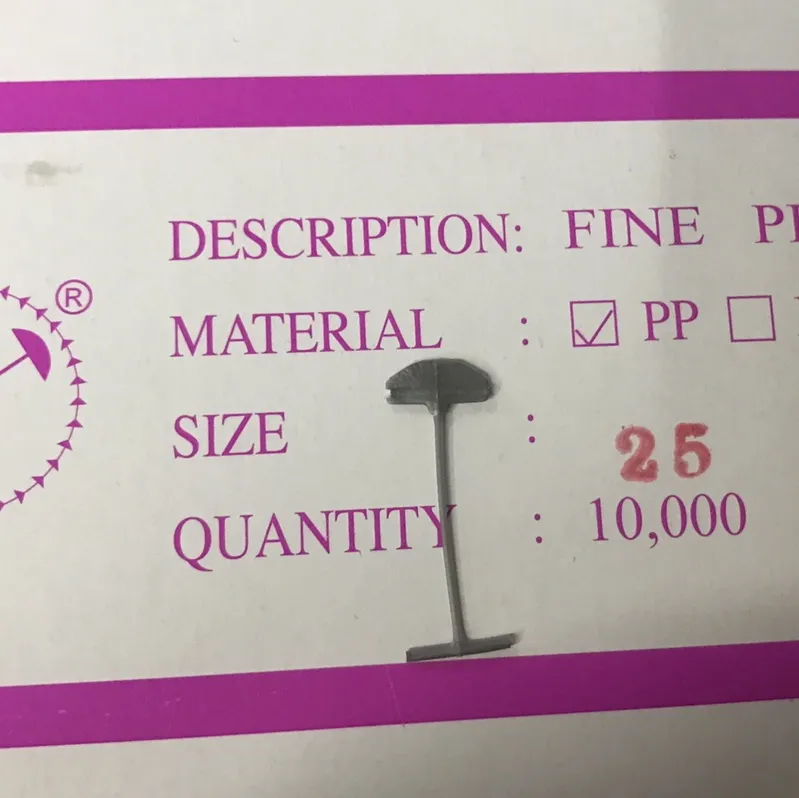 ®
DESCRIPTION: FINE
MATERIAL : PP
SIZE : 25
QUANTITY : 10,000